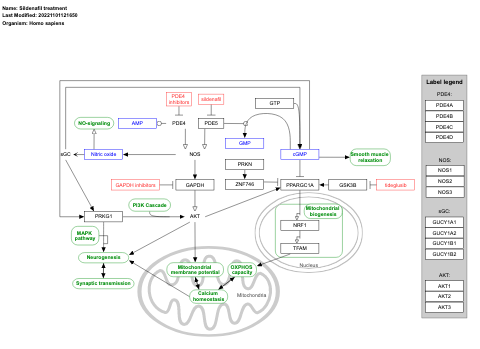 Name: Sildenafil treatment
Last Modified: 20221101121650
Organism: Homo sapiens
PDE4
inhibitors
sildenafil
GTP
NO-signaling
AMP
PDE4
PDE5
GMP
sGC
Nitric oxide
NOS
cGMP
Smooth muscle
relaxation
PRKN
GAPDH inhibitors
GAPDH
ZNF746
PPARGC1A
GSK3B
tideglusib
PI3K Cascade
PRKG1
AKT
Mitochondrial
biogenesis
NRF1
MAPK
pathway
TFAM
Neurogenesis
Nucleus
Mitochondrial
membrane potential
OXPHOS
capacity
Synaptic transmission
Calcium
homeostasis
Mitochondria
Label legend
PDE4:
PDE4A
PDE4B
PDE4C
PDE4D
NOS:
NOS1
NOS2
NOS3
sGC:
GUCY1A1
GUCY1A2
GUCY1B1
GUCY1B2
AKT:
AKT1
AKT2
AKT3